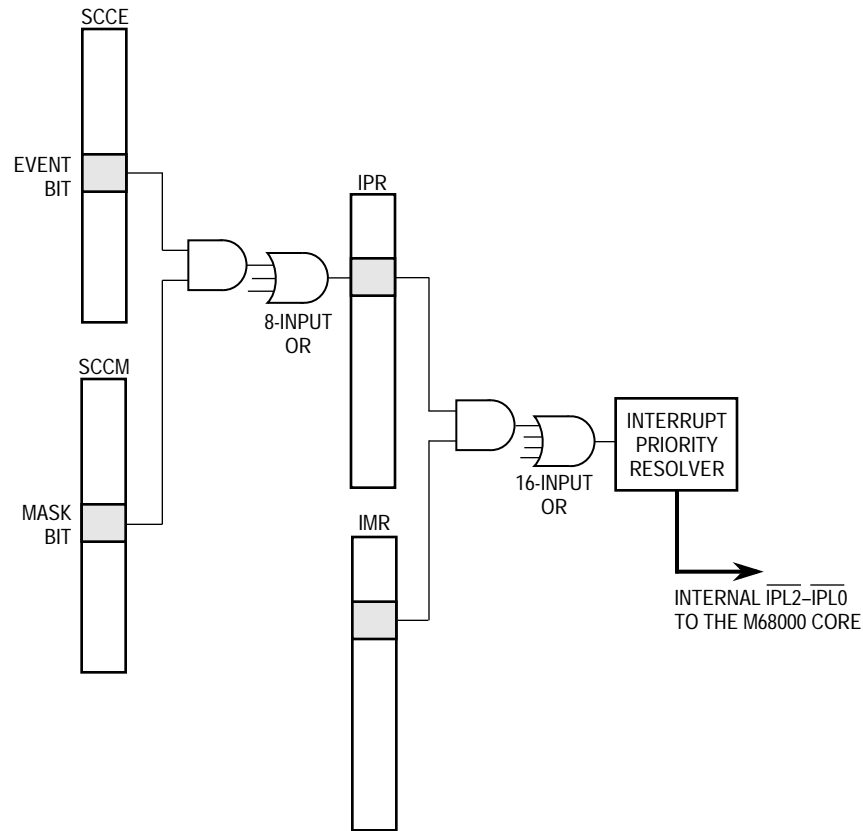 SCCE
EVENT
BIT
IPR
8-INPUT
OR
SCCM
INTERRUPT
PRIORITY
RESOLVER
16-INPUT
OR
MASK
BIT
IMR
INTERNAL IPL2–IPL0
TO THE M68000 CORE